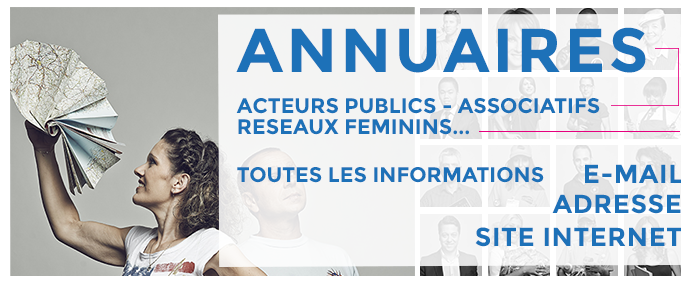 ANNUAIRES
ACTEURS PUBLICS - ASSOCIATIFS
RESEAUX FEMININS...
TOUTES LES INFORMATIONS E-MAIL
ADRESSE
SITE INTERNET